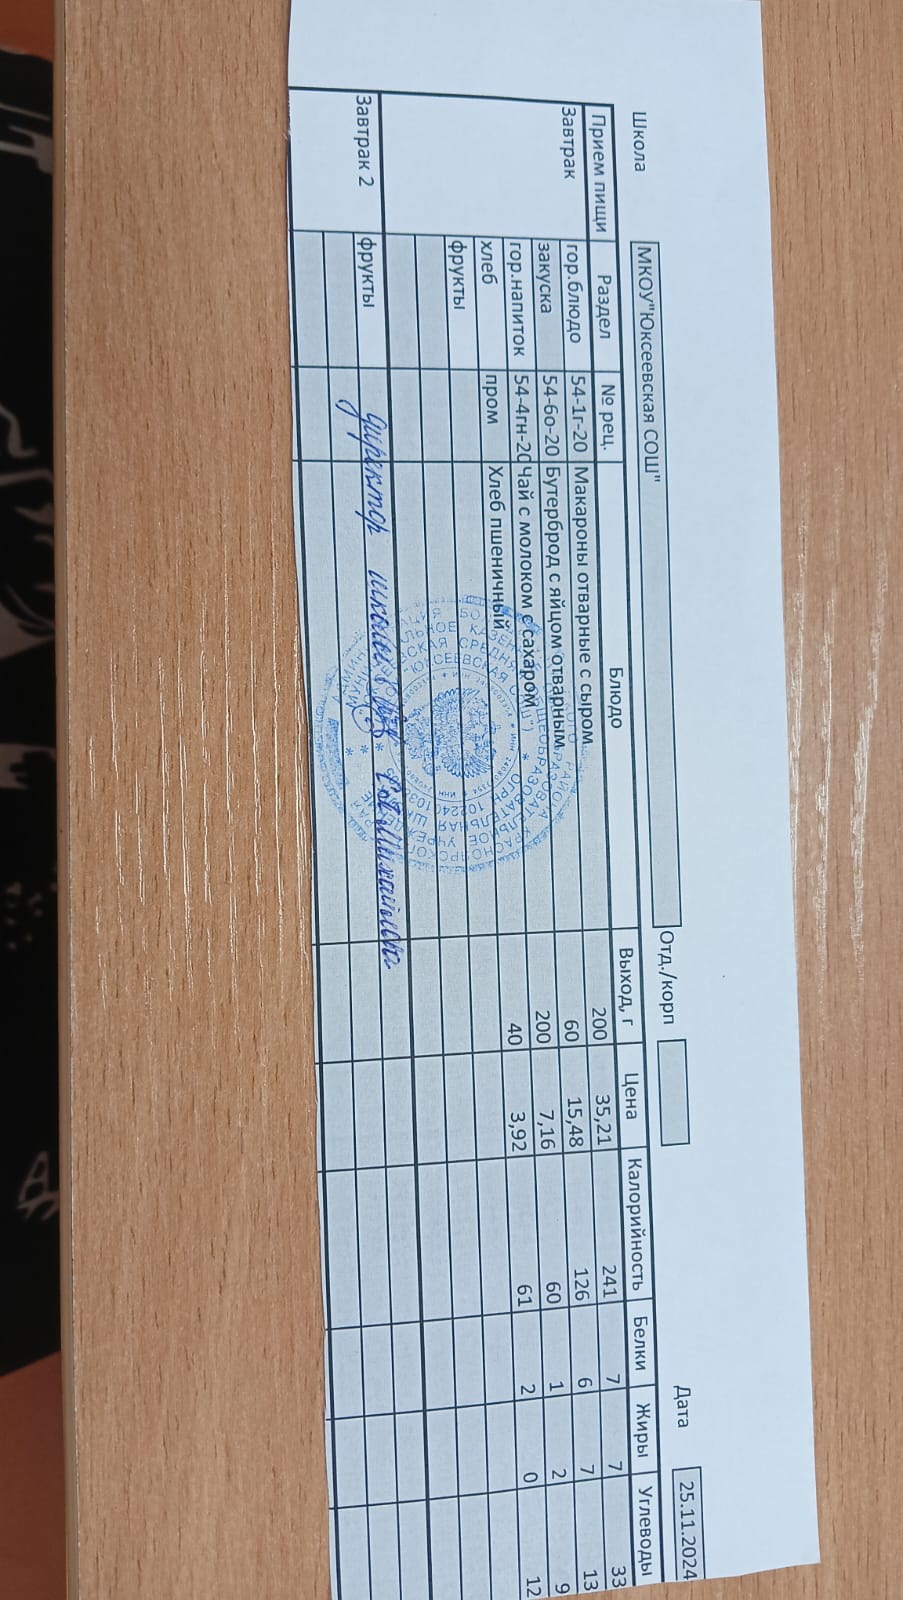 Школа МКОУ"Юксеевская СОШ" Отд./корп Дата 25.11.2024
Прием пищи Раздел № рец. Блюдо Выход, г Цена Калорийность Белки Жиры Углеводы
Завтрак гор.блюдо 54-1г-20 Макароны отварные с сыром 200 35,21 241 7 7 33
закуска 54-6о-20 Бутерброд с яйцом отварным 60 15,48 126 6 7 13
гор.напиток 54-4гн-20 Чай с молоком с сахаром 200 7,16 60 1 2 9
хлеб пром Хлеб пшеничный 40 3,92 61 2 0 12
фрукты
Завтрак 2 фрукты
директор школы